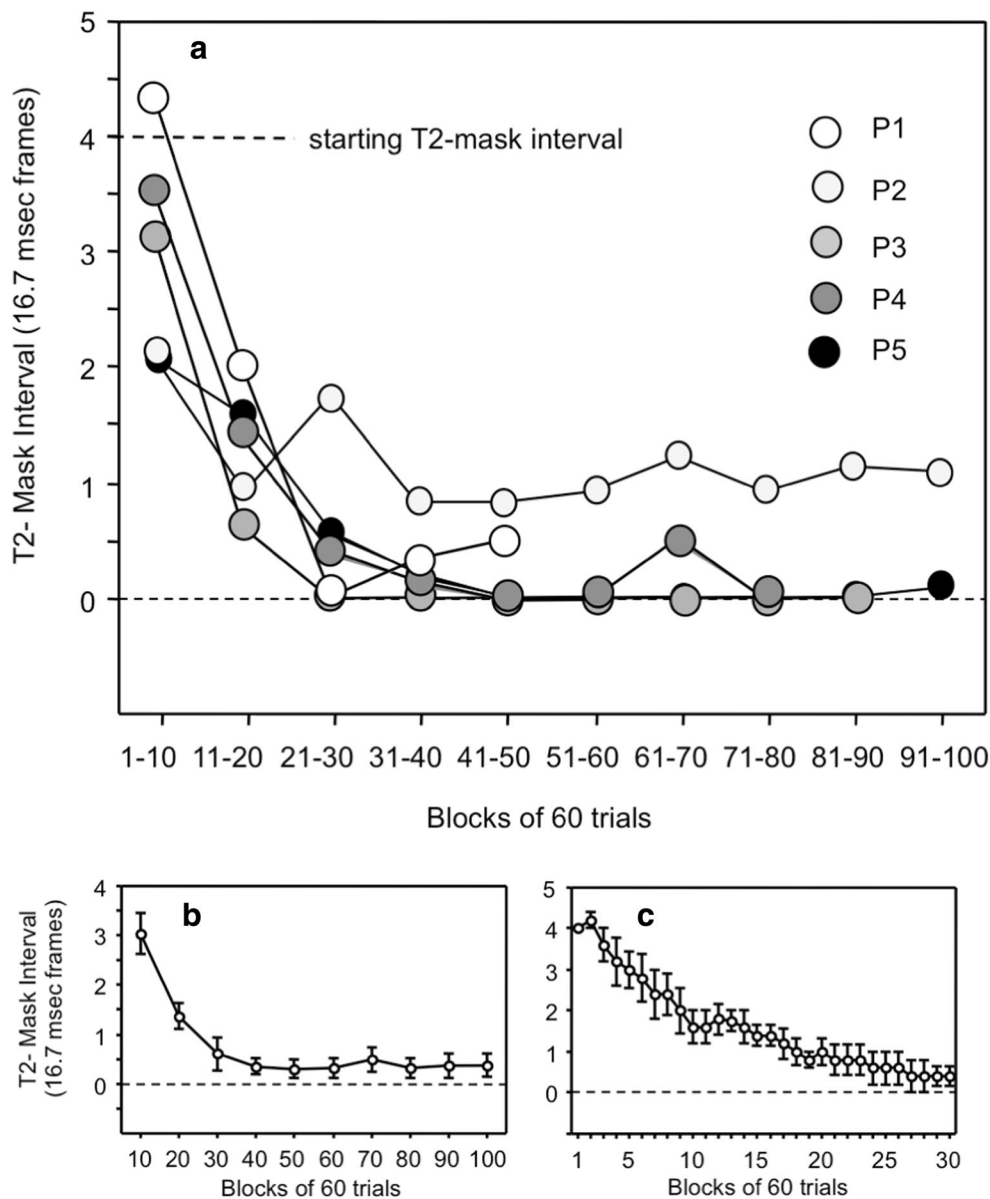 a
5
4
3
2
1
0
T2- Mask Interval (16.7 msec frames)
starting T2-mask interval
P1
P2
P3
P4
P5
1-10 11-20 21-30 31-40 41-50 51-60 61-70 71-80 81-90 91-100
Blocks of 60 trials
b
4
3
2
1
0
T2- Mask Interval
(16.7 msec frames)
10 20 30 40 50 60 70 80 90 100
Blocks of 60 trials
c
5
4
3
2
1
0
1 5 10 15 20 25 30
Blocks of 60 trials